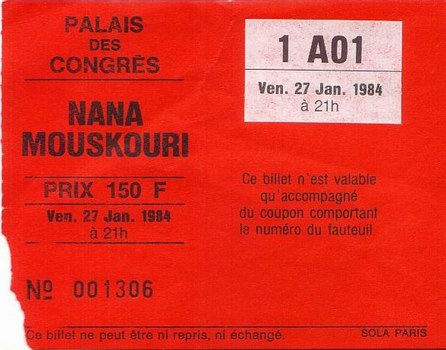 PALAIS
DES
CONGRÈS
NANA
MOUSKOURI
PRIX 150 F
Ven. 27 Jan. 1984
à 21h
Nº 001306
1 A01
Ven. 27 Jan. 1984
à 21h
Ce billet n'est valable
qu'accompagné
du coupon comportant
le numéro du fauteuil
Ce billet ne peut être ni repris, ni échangé.
SOLA PARIS